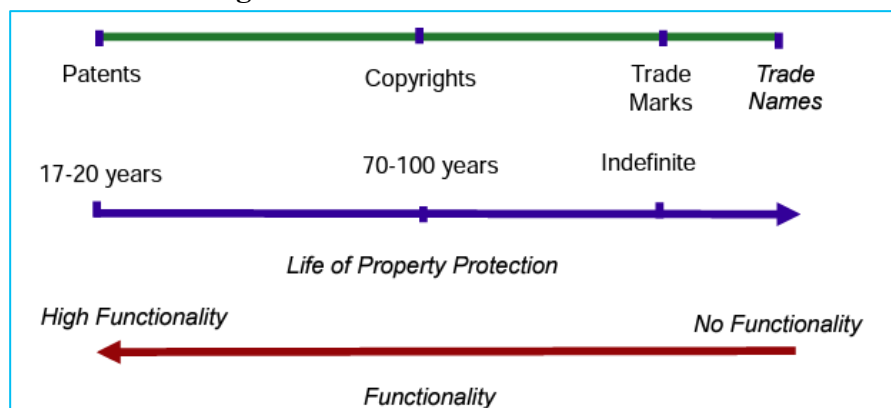 Patents
Copyrights
Trade
Marks
Trade
Names
17-20 years
70-100 years
Indefinite
Life of Property Protection
High Functionality
No Functionality
Functionality